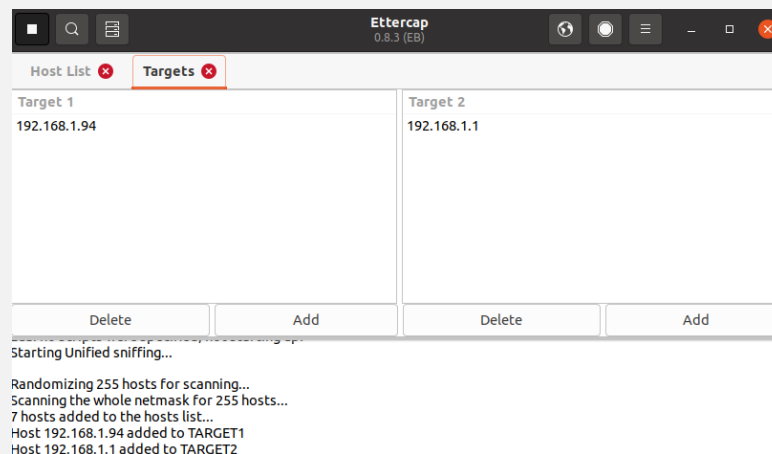 Ettercap
0.8.3 (EB)
Host List
Targets
Target 1
Target 2
192.168.1.94
192.168.1.1
Delete
Add
Delete
Add
Starting Unified sniffing...
Randomizing 255 hosts for scanning...
Scanning the whole netmask for 255 hosts...
7 hosts added to the hosts list...
Host 192.168.1.94 added to TARGET1
Host 192.168.1.1 added to TARGET2